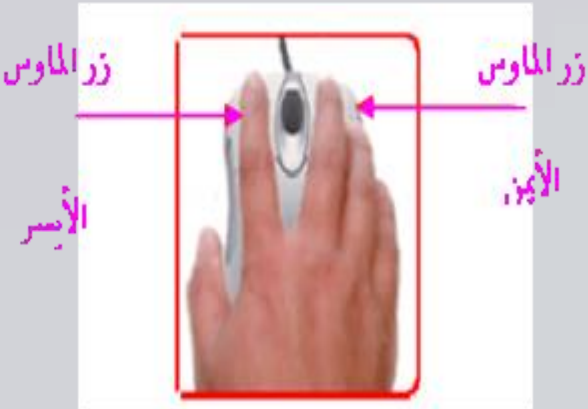 زر الماوس
الأيمن
زر الماوس
الأيسر